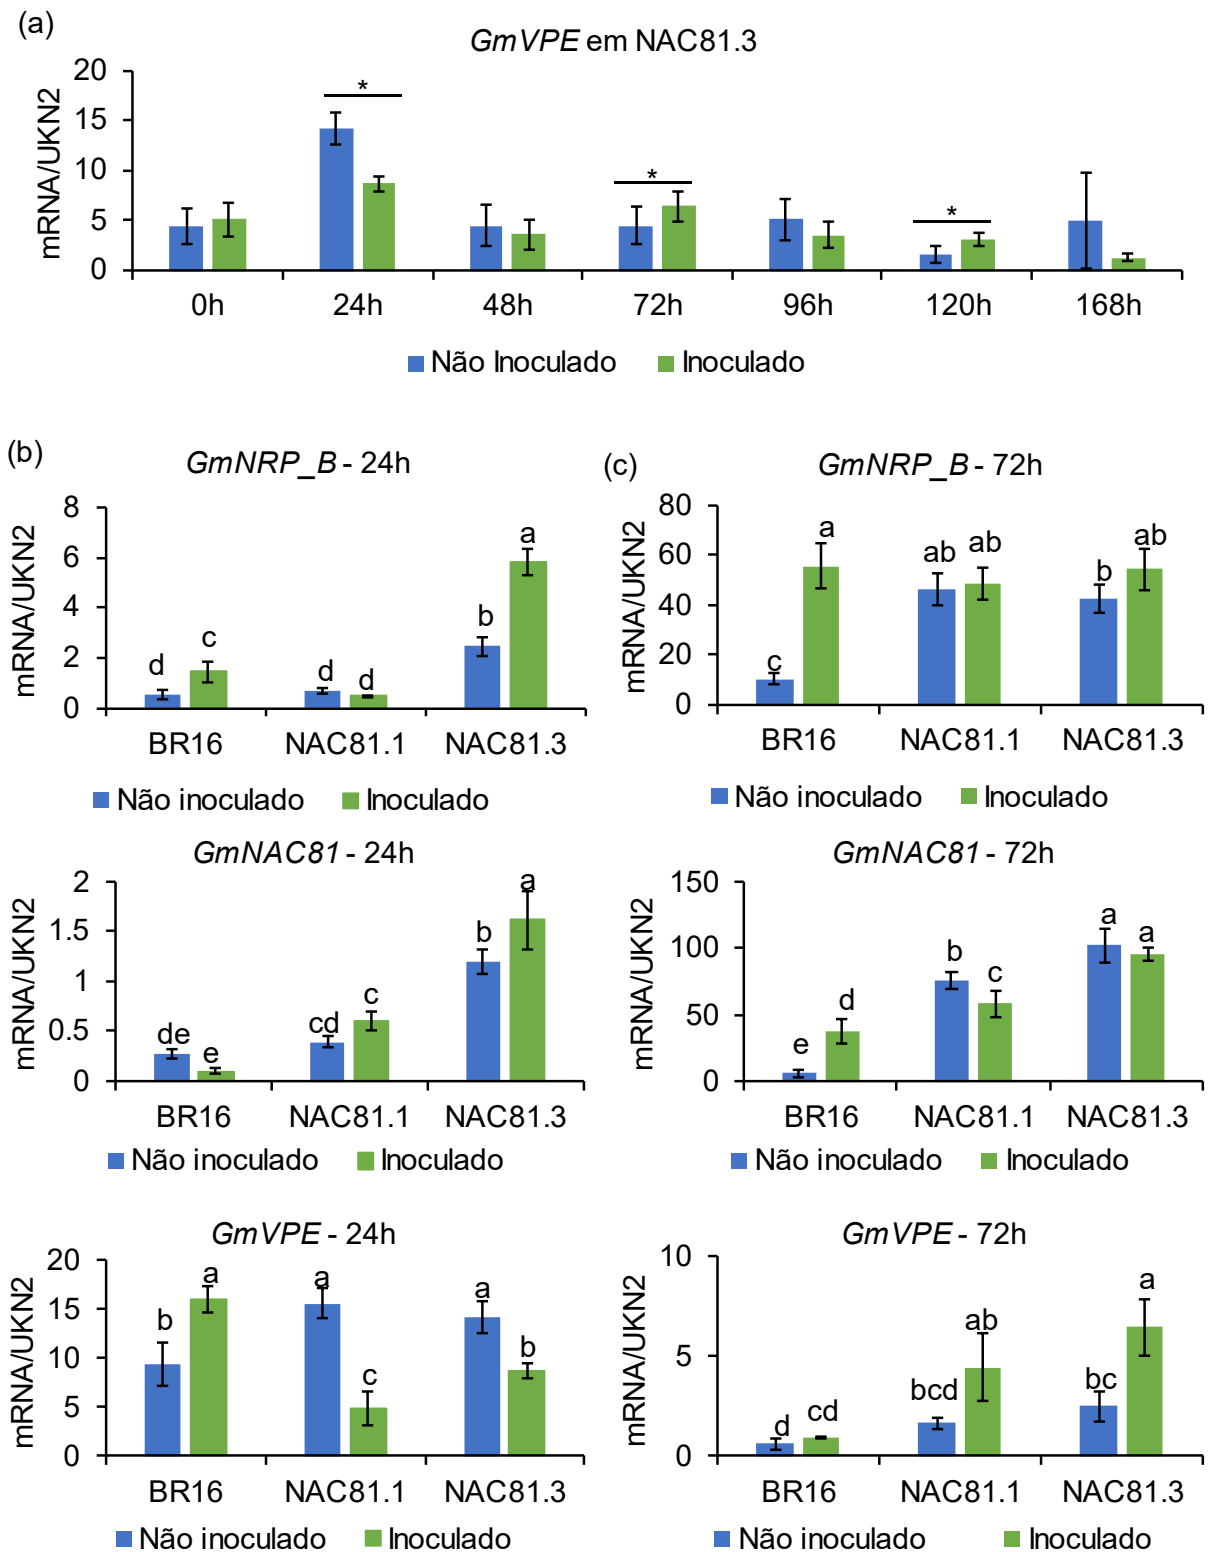 (a)
GmVPE em NAC81.3
mRNA/UKN2
20
15
10
5
0
*
*
*
0h 24h 48h 72h 96h 120h 168h
Não Inoculado Inoculado
(b)
GmNRP_B - 24h
mRNA/UKN2
8
6
4
2
0
d c d d b a
BR16 NAC81.1 NAC81.3
Não inoculado Inoculado
(c)
GmNRP_B - 72h
mRNA/UKN2
80
60
40
20
0
c a ab ab b ab
BR16 NAC81.1 NAC81.3
Não inoculado Inoculado
GmNAC81 - 24h
mRNA/UKN2
2
1.5
1
0.5
0
de e cd c b a
BR16 NAC81.1 NAC81.3
Não inoculado Inoculado
GmNAC81 - 72h
mRNA/UKN2
150
100
50
0
e d b c a a
BR16 NAC81.1 NAC81.3
Não inoculado Inoculado
GmVPE - 24h
mRNA/UKN2
20
15
10
5
0
b a a c a b
BR16 NAC81.1 NAC81.3
Não inoculado Inoculado
GmVPE - 72h
mRNA/UKN2
10
5
0
d cd bcd ab bc a
BR16 NAC81.1 NAC81.3
Não inoculado Inoculado